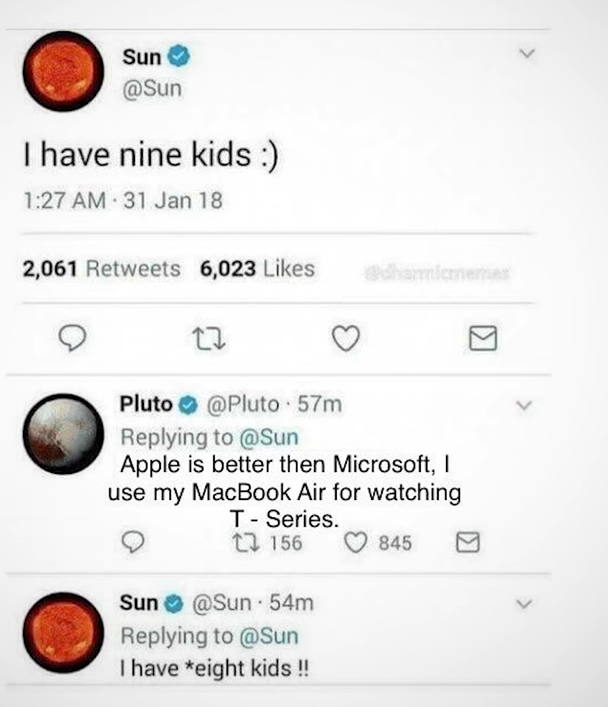 Sun
@Sun
I have nine kids :)
1:27 AM · 31 Jan 18
2,061 Retweets 6,023 Likes
@dharmicmemes
Pluto @Pluto · 57m
Replying to @Sun
Apple is better then Microsoft, I
use my MacBook Air for watching
T - Series.
156 845
Sun @Sun · 54m
Replying to @Sun
I have *eight kids !!